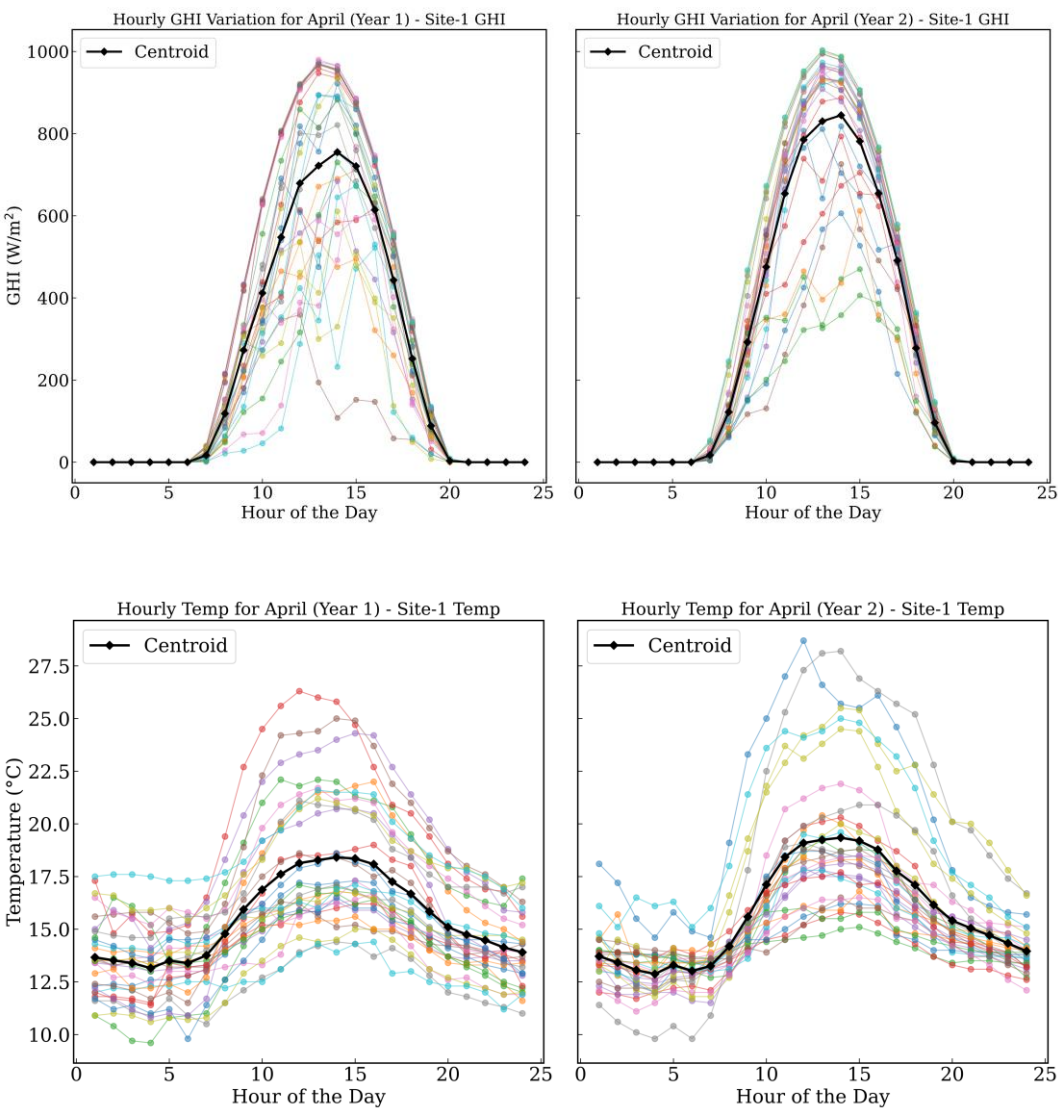 Hourly GHI Variation for April (Year 1) - Site-1 GHI
Centroid
1000
800
600
400
200
0
GHI (W/m²)
0 5 10 15 20 25
Hour of the Day
Hourly GHI Variation for April (Year 2) - Site-1 GHI
Centroid
0 5 10 15 20 25
Hour of the Day
Hourly Temp for April (Year 1) - Site-1 Temp
Centroid
27.5
25.0
22.5
20.0
17.5
15.0
12.5
10.0
Temperature (°C)
0 5 10 15 20 25
Hour of the Day
Hourly Temp for April (Year 2) - Site-1 Temp
Centroid
0 5 10 15 20 25
Hour of the Day